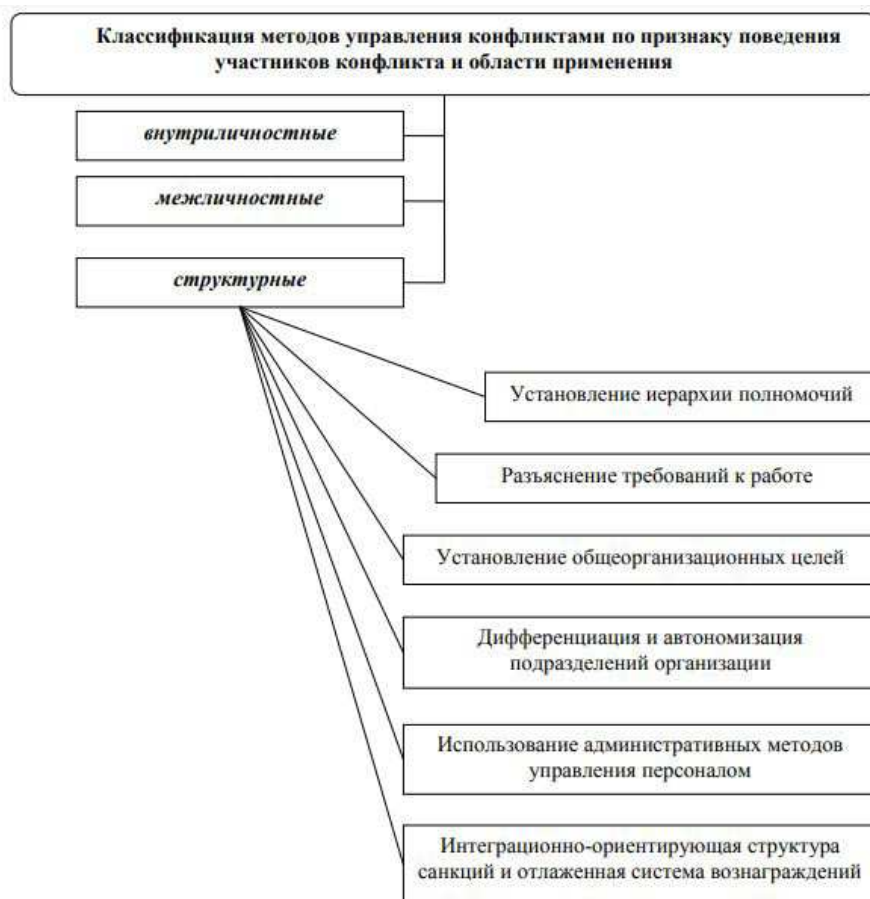 Классификация методов управления конфликтами по признаку поведения
участников конфликта и области применения
внутриличностные
межличностные
структурные
Установление иерархии полномочий
Разъяснение требований к работе
Установление общеорганизационных целей
Дифференциация и автономизация
подразделений организации
Использование административных методов
управления персоналом
Интеграционно-ориентирующая структура
санкций и отлаженная система вознаграждений